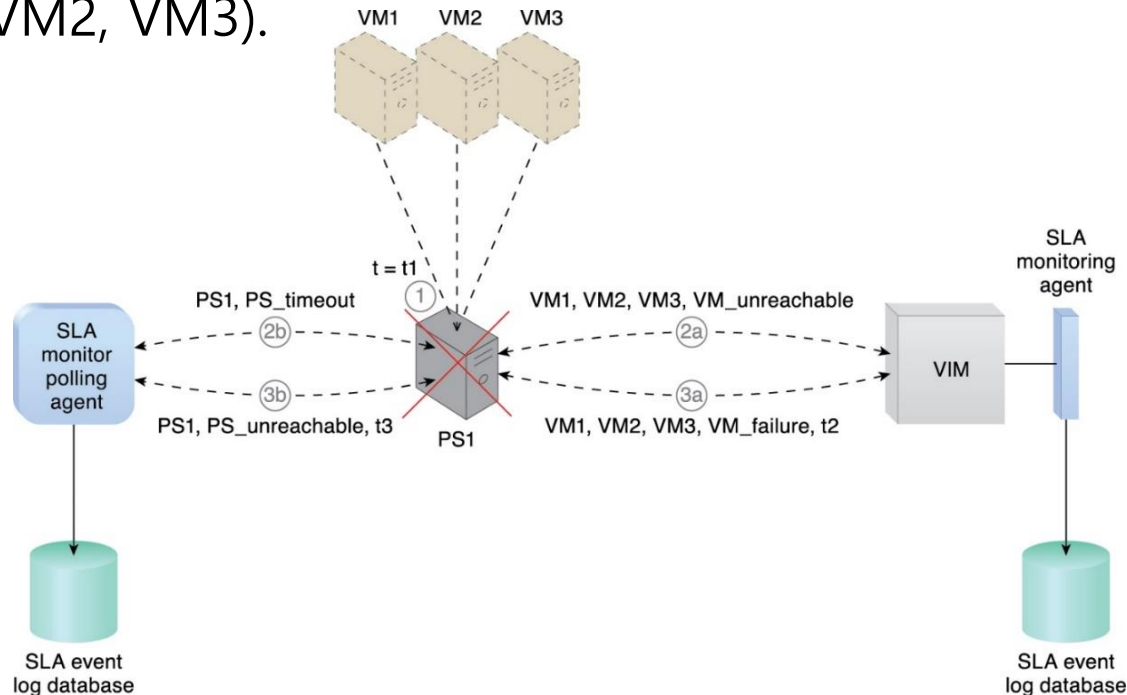 VM2, VM3).
VM1
VM2
VM3
t = t1
1
PS1, PS_timeout
2b
VM1, VM2, VM3, VM_unreachable
2a
SLA
monitoring
agent
SLA
monitor
polling
agent
VIM
3b
PS1, PS_unreachable, t3
PS1
3a
VM1, VM2, VM3, VM_failure, t2
SLA event
log database
SLA event
log database